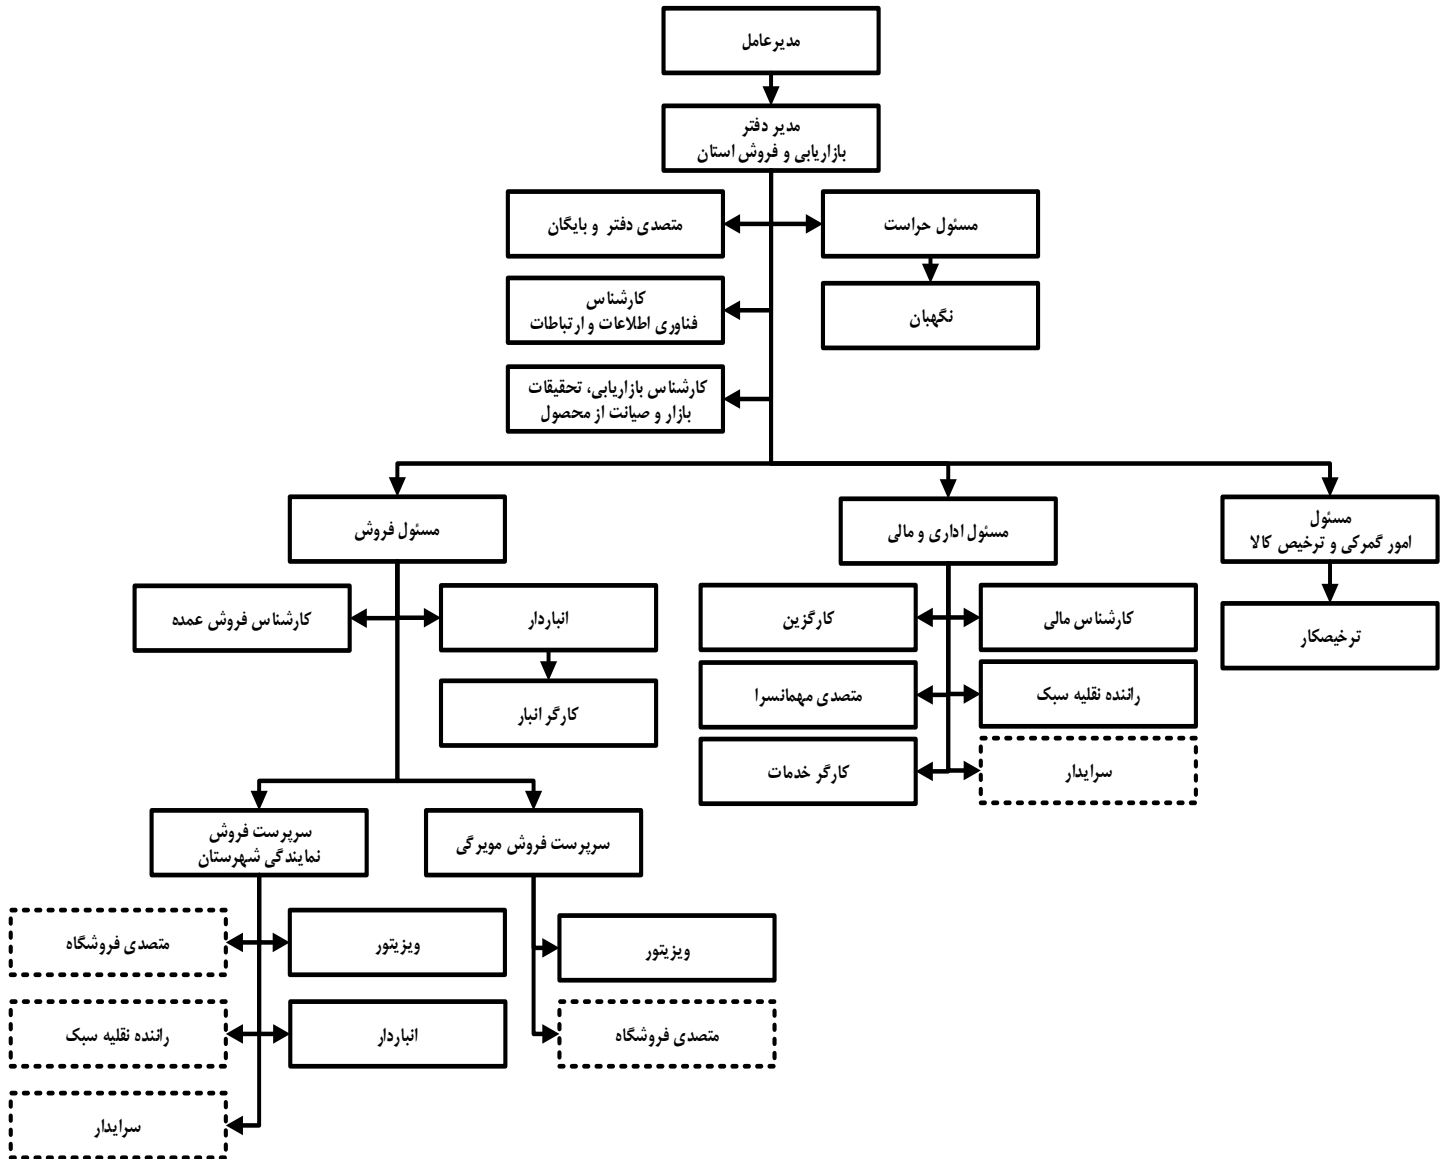 مدیرعامل
مدیر دفتر
بازاریابی و فروش استان
مسئول حراست
متصدی دفتر و بایگان
نگهبان
کارشناس
فناوری اطلاعات و ارتباطات
کارشناس بازاریابی، تحقیقات
بازار و صیانت از محصول
مسئول
امور گمرکی و ترخیص کالا
مسئول اداری و مالی
مسئول فروش
ترخیصکار
کارشناس مالی
کارگزین
انباردار
کارشناس فروش عمده
راننده نقلیه سبک
متصدی مهمانسرا
کارگر انبار
سرایدار
کارگر خدمات
سرپرست فروش مویرگی
سرپرست فروش
نمایندگی شهرستان
ویزیتور
ویزیتور
متصدی فروشگاه
متصدی فروشگاه
انباردار
راننده نقلیه سبک
سرایدار